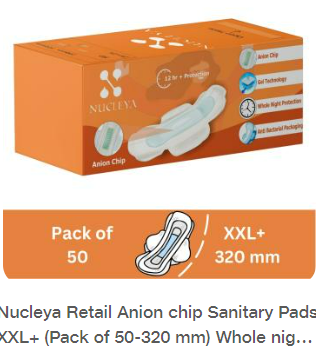 12 hr + Protection
Anion Chip
Gel Technology
Whole Night Protection
Anti Bacterial Packaging
NUCLEYA
Anion Chip
Pack of
50
XXL+
320 mm
Nucleya Retail Anion chip Sanitary Pads
XXL+ (Pack of 50-320 mm) Whole nig...